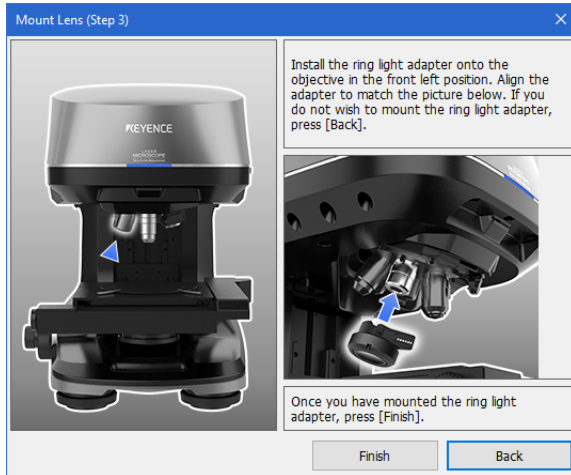 Mount Lens (Step 3)
KEYENCE
LASER
MICROSCOPE
Install the ring light adapter onto the
objective in the front left position. Align the
adapter to match the picture below. If you
do not wish to mount the ring light adapter,
press [Back].
Once you have mounted the ring light
adapter, press [Finish].
Finish
Back